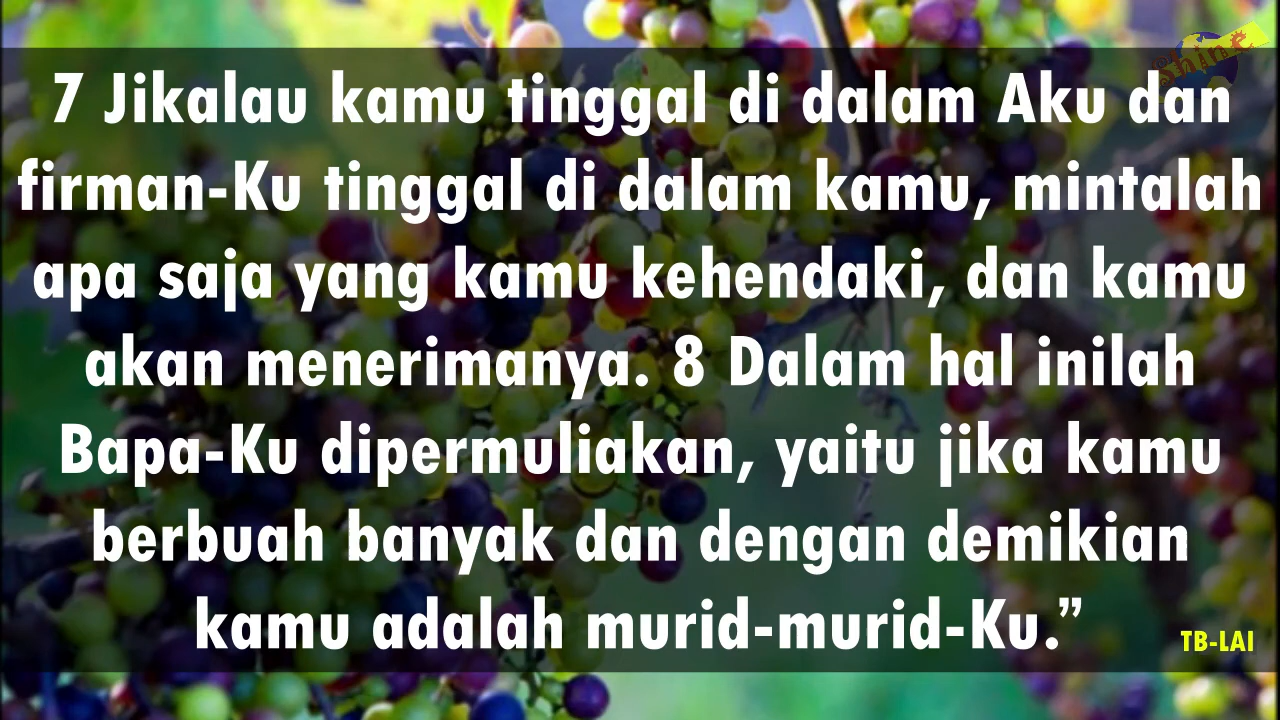 Shine
7 Jikalau kamu tinggal di dalam Aku dan
firman-Ku tinggal di dalam kamu, mintalah
apa saja yang kamu kehendaki, dan kamu
akan menerimanya. 8 Dalam hal inilah
Bapa-Ku dipermuliakan, yaitu jika kamu
berbuah banyak dan dengan demikian
kamu adalah murid-murid-Ku.”
TB-LAI